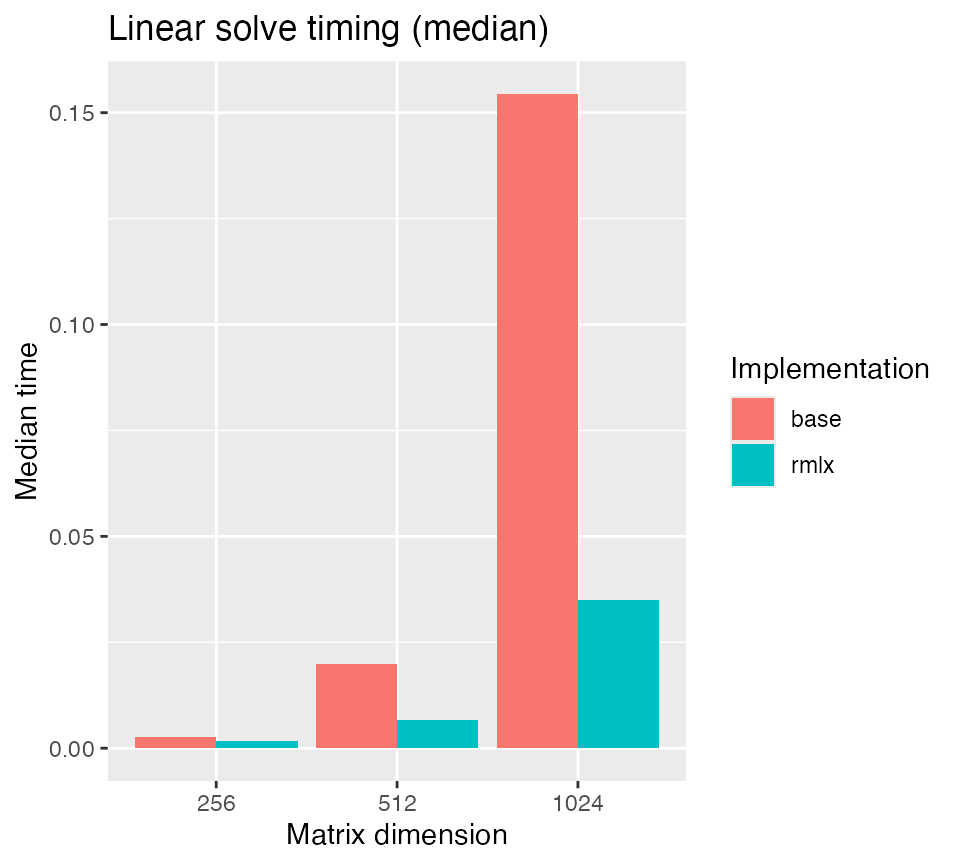 Linear solve timing (median)
0.15
0.10
0.05
0.00
Median time
256 512 1024
Matrix dimension
Implementation
base
rmlx